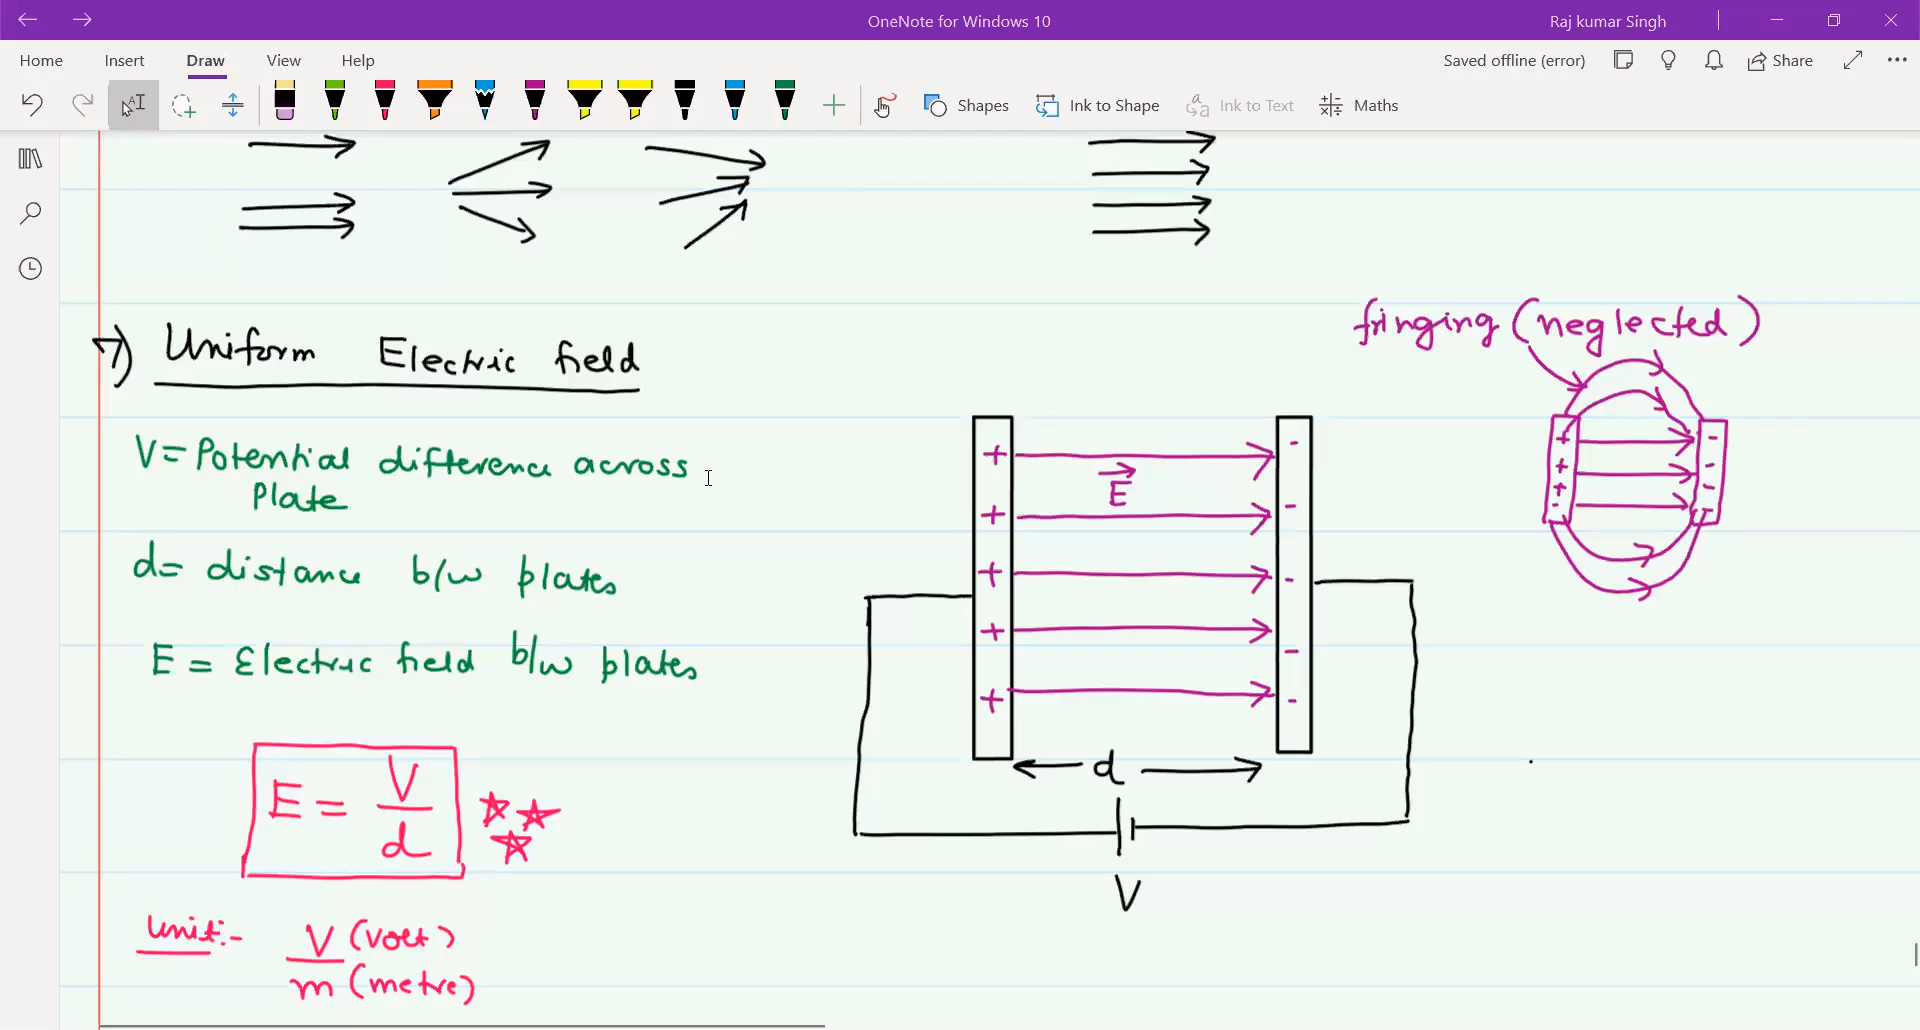 OneNote for Windows 10
Raj kumar Singh
Home Insert Draw View Help
Saved offline (error)
Share
Shapes
Ink to Shape
Ink to Text
Maths
7) Uniform Electric field
V = Potential difference across
Plate
d = distance b/w plates
E = Electric field b/w plates
E = V
d
Unit:- V (volt)
m (metre)
fringing (neglected)
+ -
+ -
+ -
- -
+ -
E
+ -
+ -
+ -
+ -
d
V